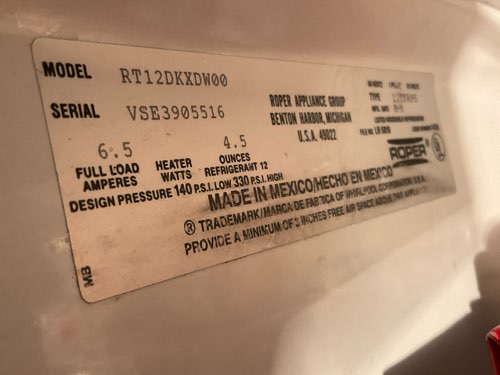 MODEL RT12DKXDW00
SERIAL VSE3905516
ROPER APPLIANCE GROUP
BENTON HARBOR, MICHIGAN
U.S.A. 49022
TYPE
ROPER
UL
6.5 4.5
FULL LOAD AMPERES
HEATER WATTS
OUNCES REFRIGERANT 12
DESIGN PRESSURE 140 P.S.I. LOW 330 P.S.I. HIGH
MADE IN MEXICO/HECHO EN MEXICO
® TRADEMARK/MARCA DE FABRICA OF WHIRLPOOL CORPORATION U.S.A.
PROVIDE A MINIMUM OF 3 INCHES FREE AIR SPACE ABOVE THIS APPLIANCE
MB